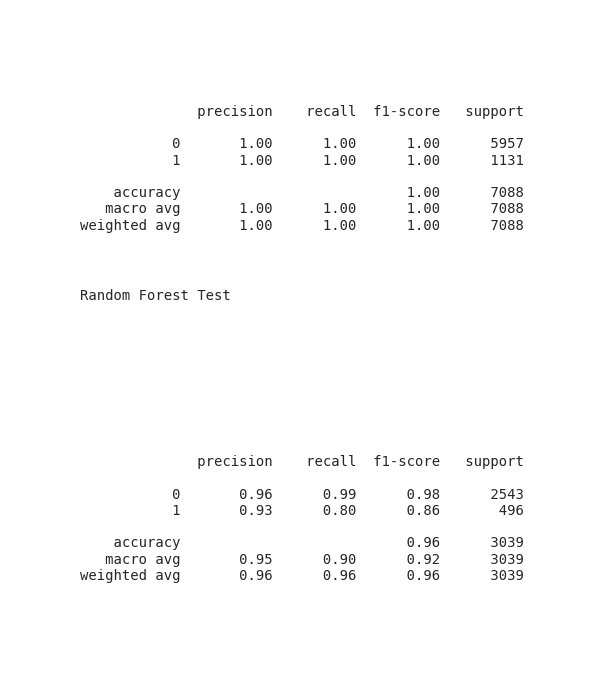 precision    recall  f1-score   support
0       1.00      1.00      1.00      5957
1       1.00      1.00      1.00      1131
accuracy                           1.00      7088
macro avg       1.00      1.00      1.00      7088
weighted avg       1.00      1.00      1.00      7088
Random Forest Test
precision    recall  f1-score   support
0       0.96      0.99      0.98      2543
1       0.93      0.80      0.86       496
accuracy                           0.96      3039
macro avg       0.95      0.90      0.92      3039
weighted avg       0.96      0.96      0.96      3039